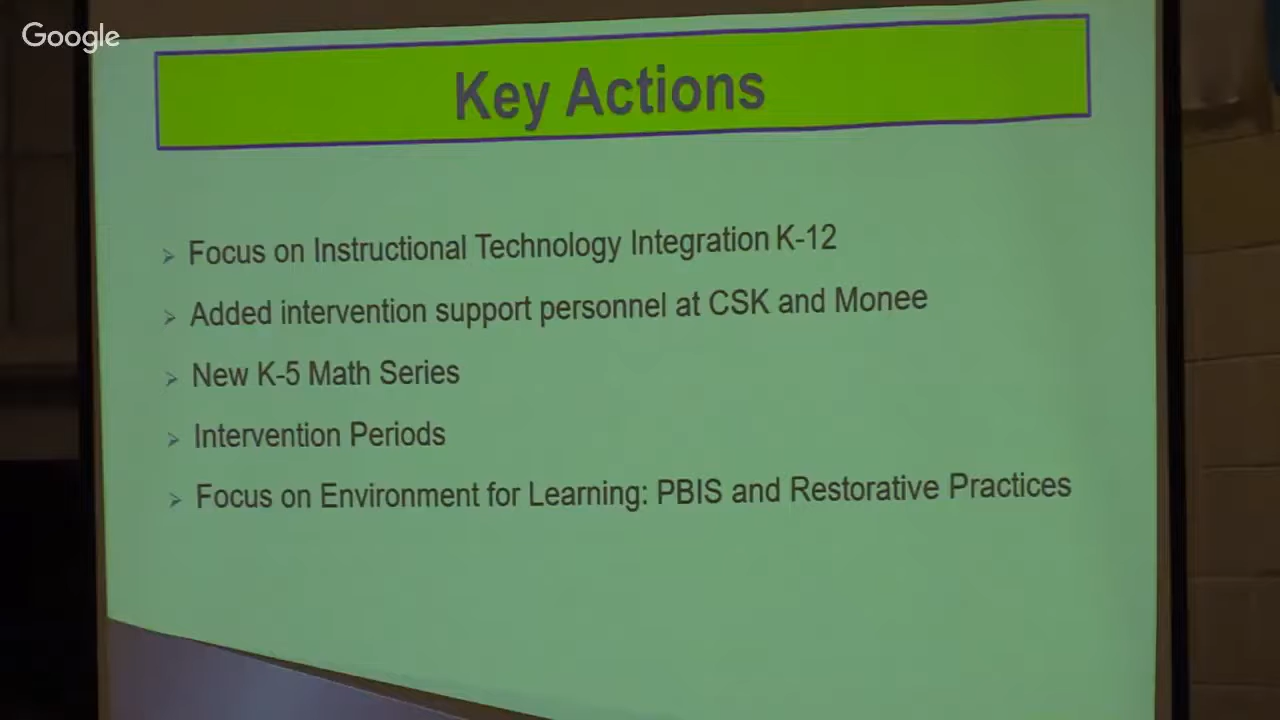 Google
Key Actions
Focus on Instructional Technology Integration K-12
Added intervention support personnel at CSK and Monee
New K-5 Math Series
Intervention Periods
Focus on Environment for Learning: PBIS and Restorative Practices